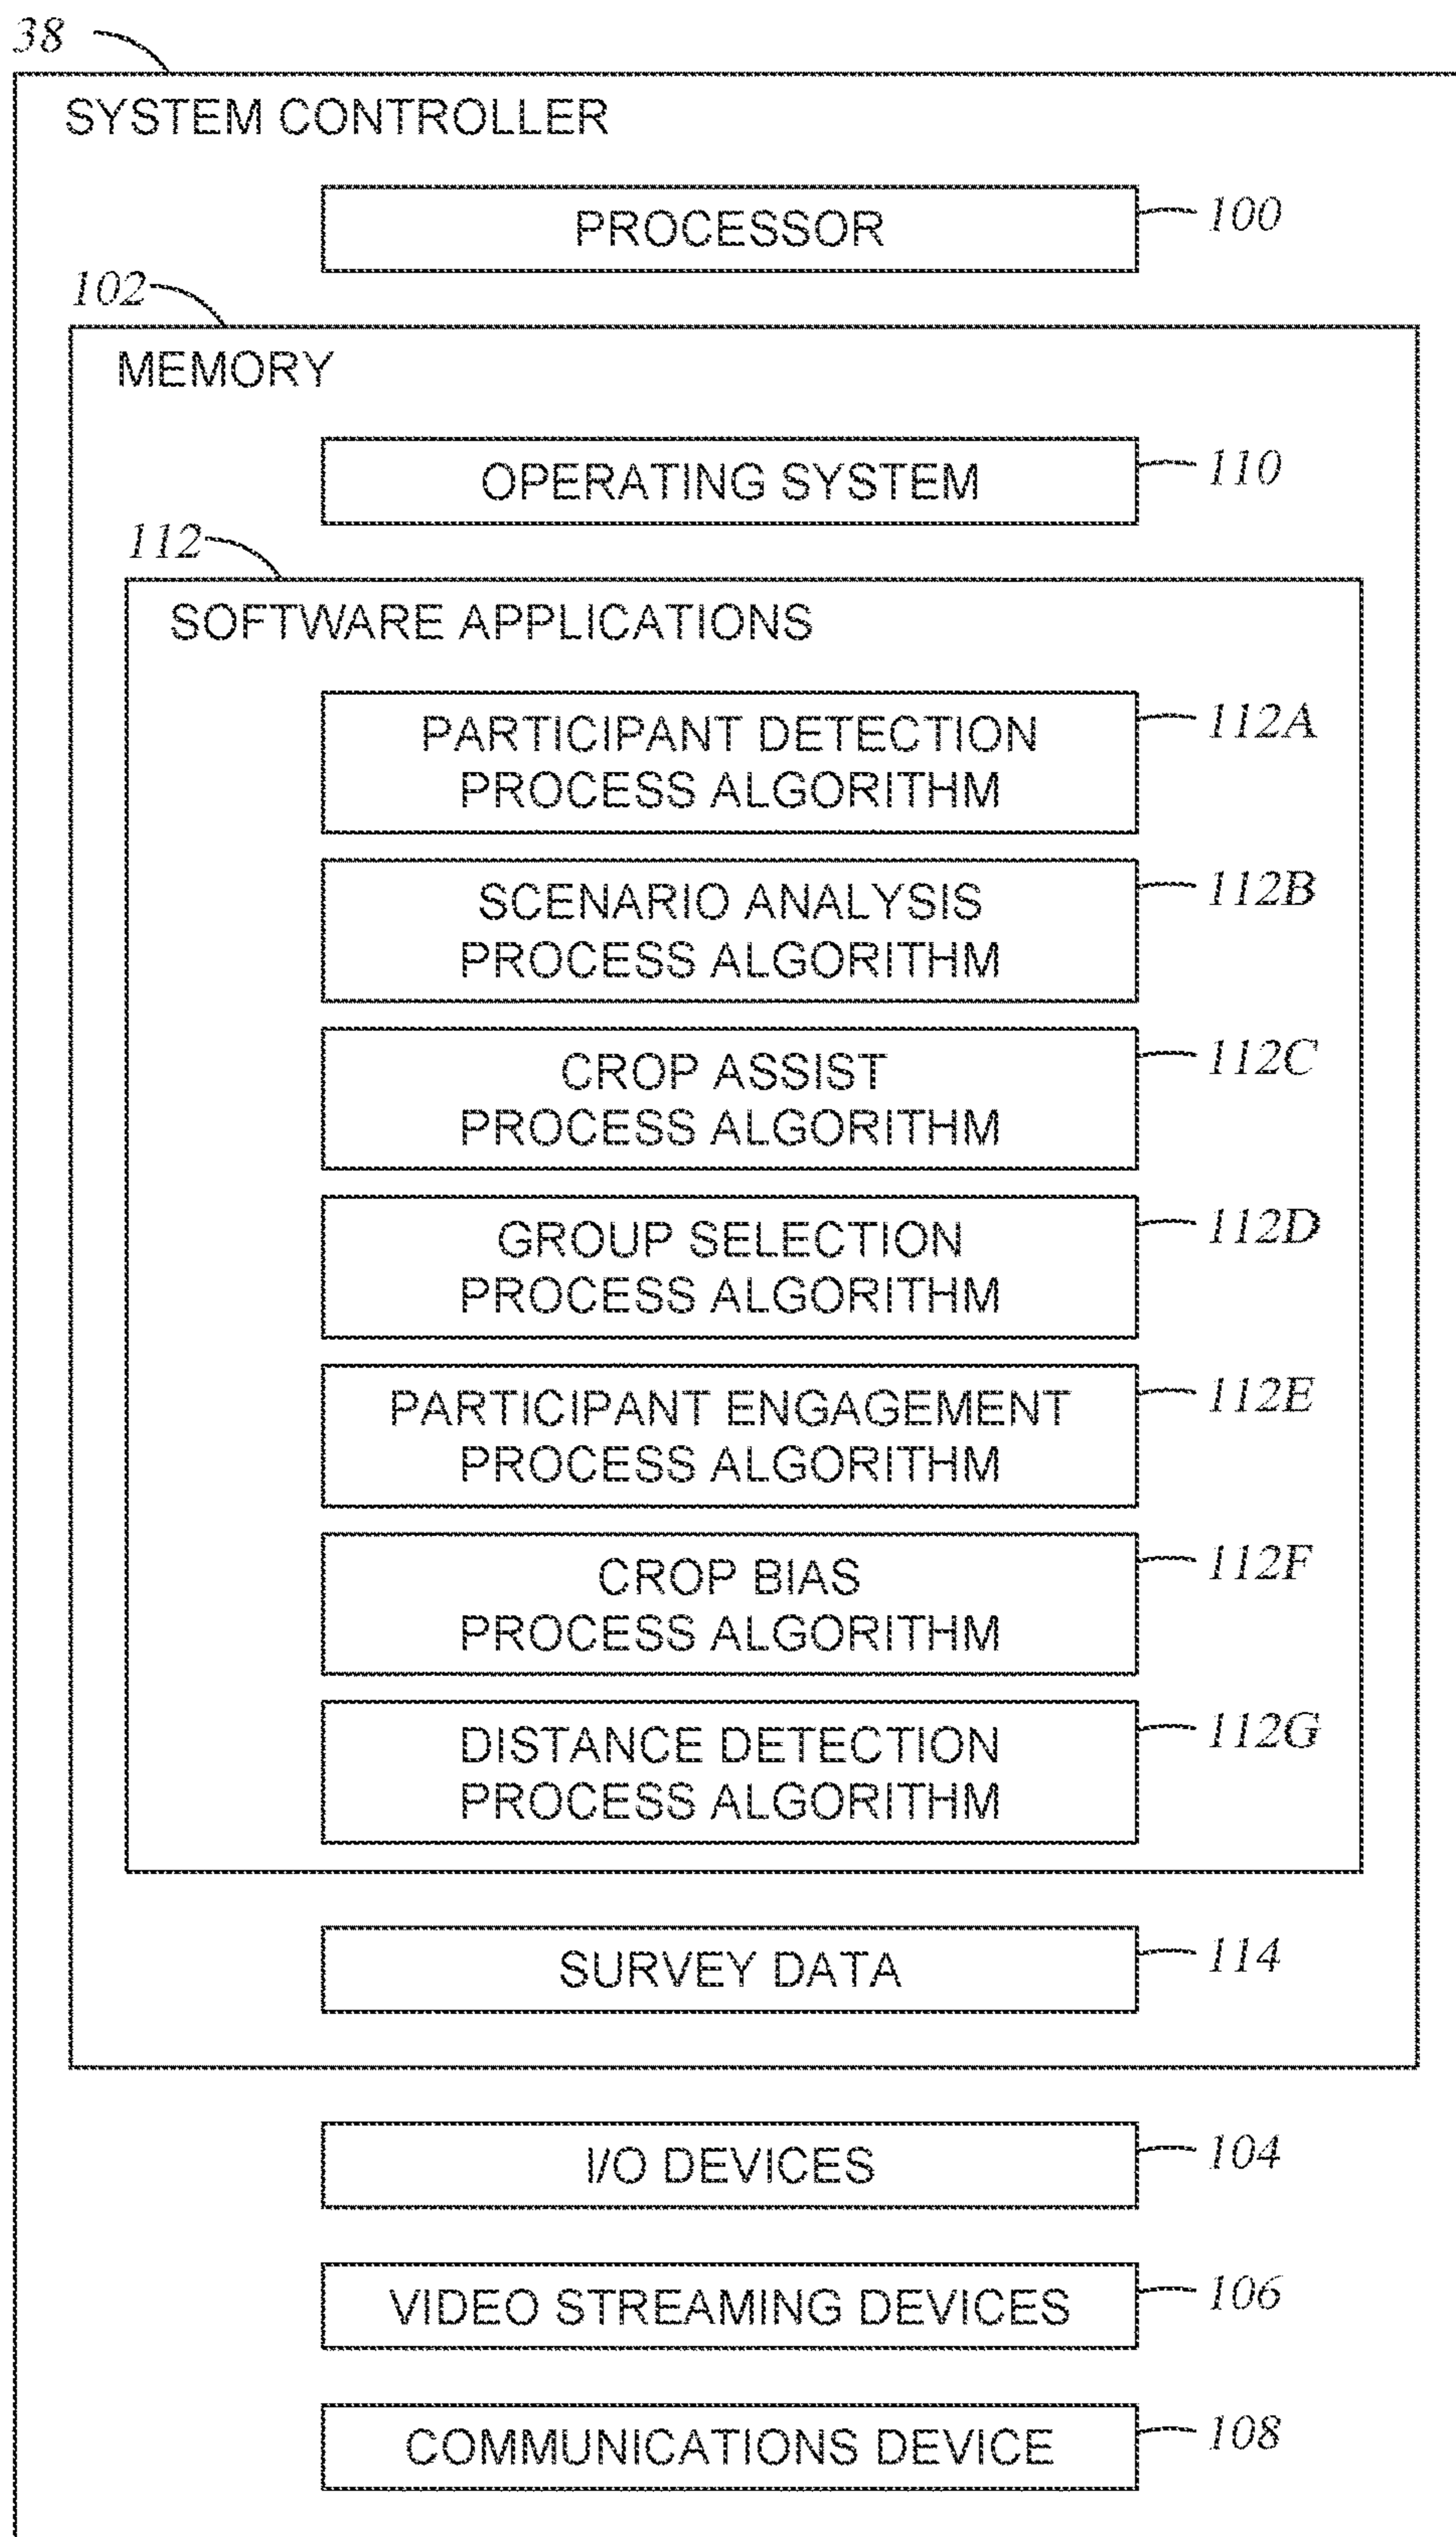 38
SYSTEM CONTROLLER
PROCESSOR
100
102
MEMORY
OPERATING SYSTEM
110
112
SOFTWARE APPLICATIONS
PARTICIPANT DETECTION
PROCESS ALGORITHM
112A
SCENARIO ANALYSIS
PROCESS ALGORITHM
112B
CROP ASSIST
PROCESS ALGORITHM
112C
GROUP SELECTION
PROCESS ALGORITHM
112D
PARTICIPANT ENGAGEMENT
PROCESS ALGORITHM
112E
CROP BIAS
PROCESS ALGORITHM
112F
DISTANCE DETECTION
PROCESS ALGORITHM
112G
SURVEY DATA
114
I/O DEVICES
104
VIDEO STREAMING DEVICES
106
COMMUNICATIONS DEVICE
108